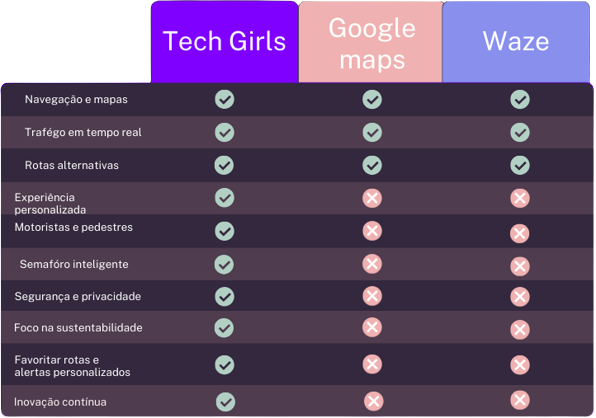 Tech Girls
Google
maps
Waze
Navegação e mapas
Trafégo em tempo real
Rotas alternativas
Experiência
personalizada
Motoristas e pedestres
Semafóro inteligente
Segurança e privacidade
Foco na sustentabilidade
Favoritar rotas e
alertas personalizados
Inovação contínua